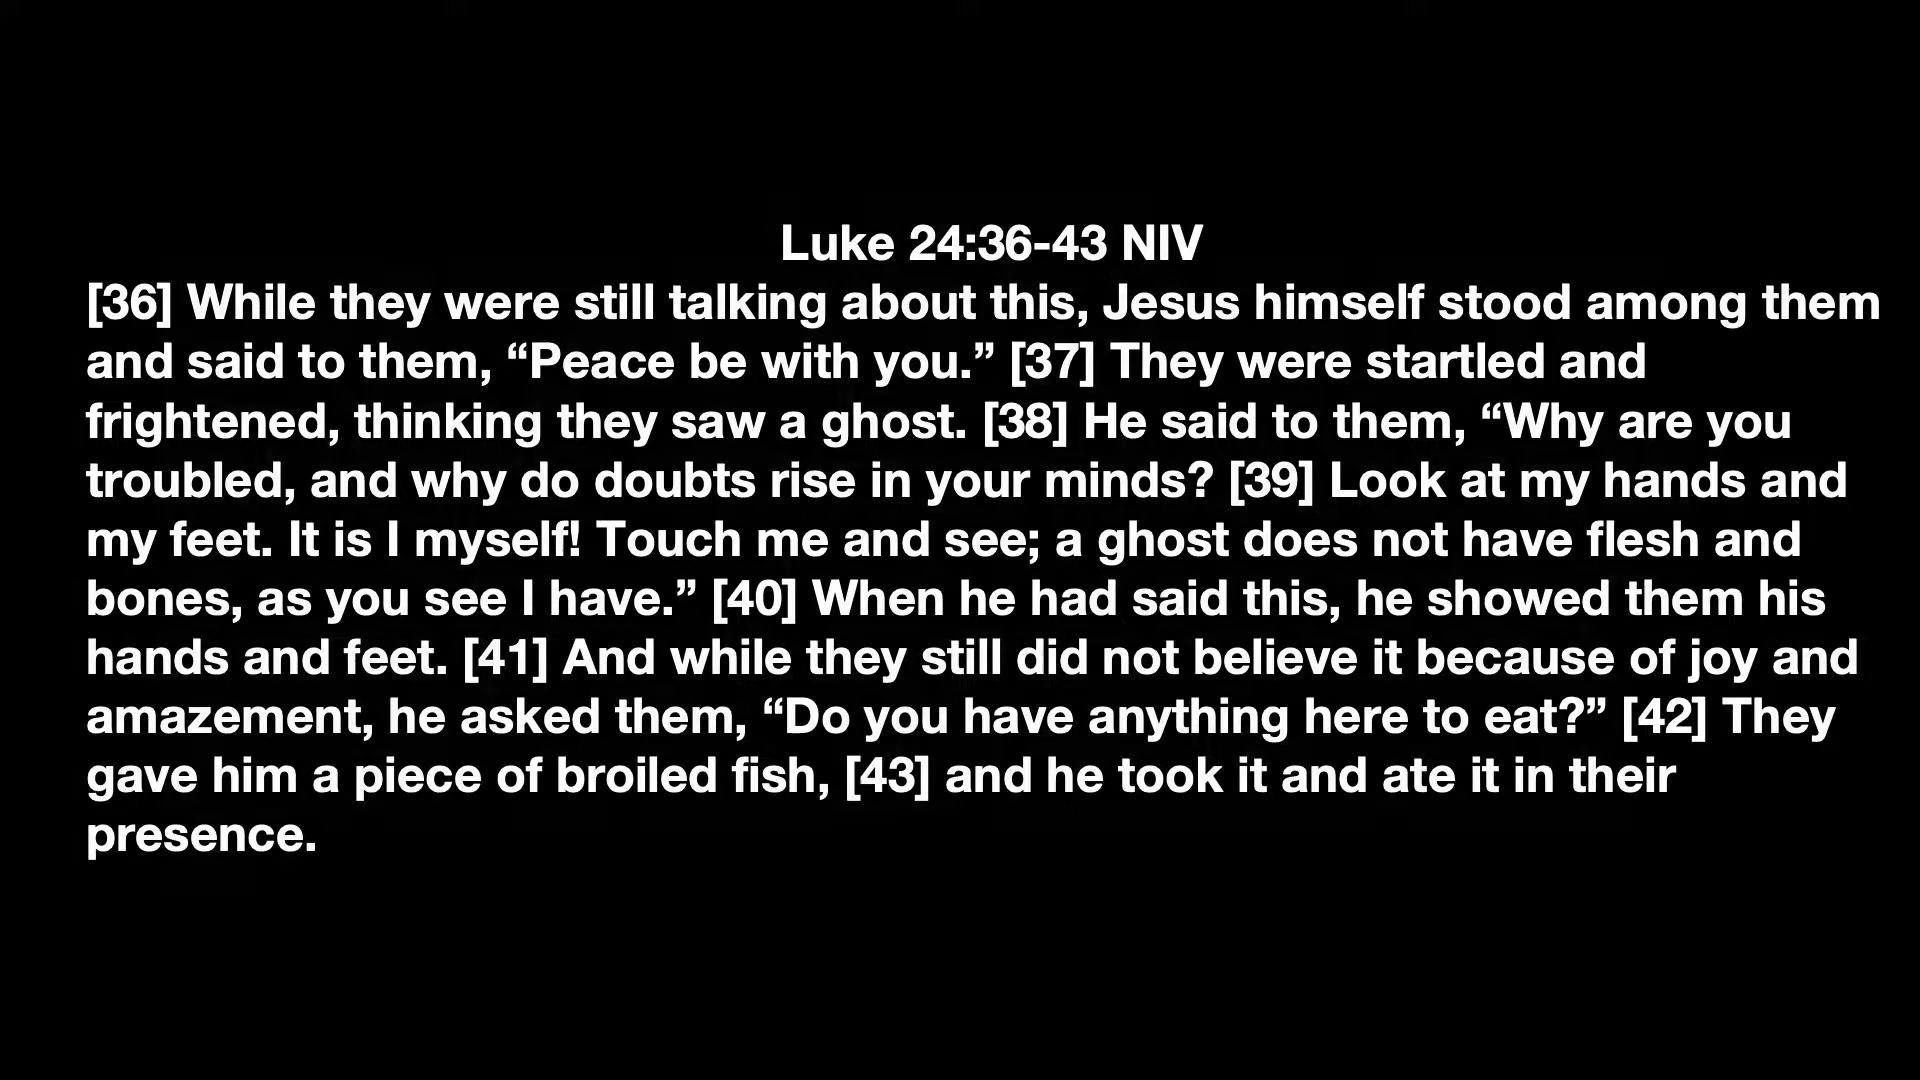 Luke 24:36-43 NIV
[36] While they were still talking about this, Jesus himself stood among them
and said to them, “Peace be with you.” [37] They were startled and
frightened, thinking they saw a ghost. [38] He said to them, “Why are you
troubled, and why do doubts rise in your minds? [39] Look at my hands and
my feet. It is I myself! Touch me and see; a ghost does not have flesh and
bones, as you see I have.” [40] When he had said this, he showed them his
hands and feet. [41] And while they still did not believe it because of joy and
amazement, he asked them, “Do you have anything here to eat?” [42] They
gave him a piece of broiled fish, [43] and he took it and ate it in their
presence.